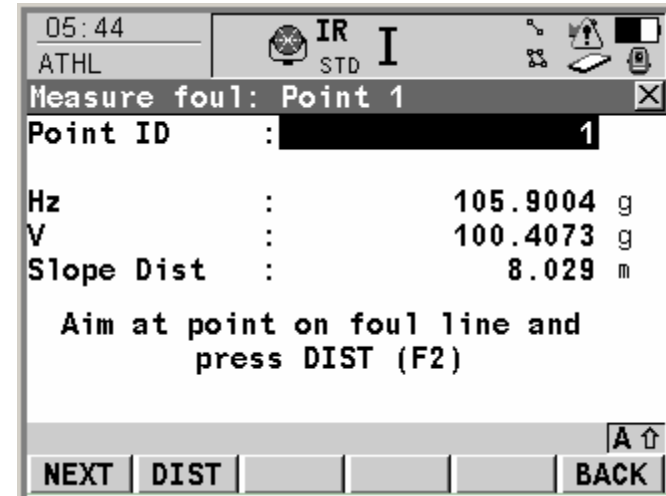 05:44
ATHL
IR
STD
I
Measure foul: Point 1
Point ID : 1
Hz : 105.9004 g
V : 100.4073 g
Slope Dist : 8.029 m
Aim at point on foul line and
press DIST (F2)
A
NEXT DIST BACK